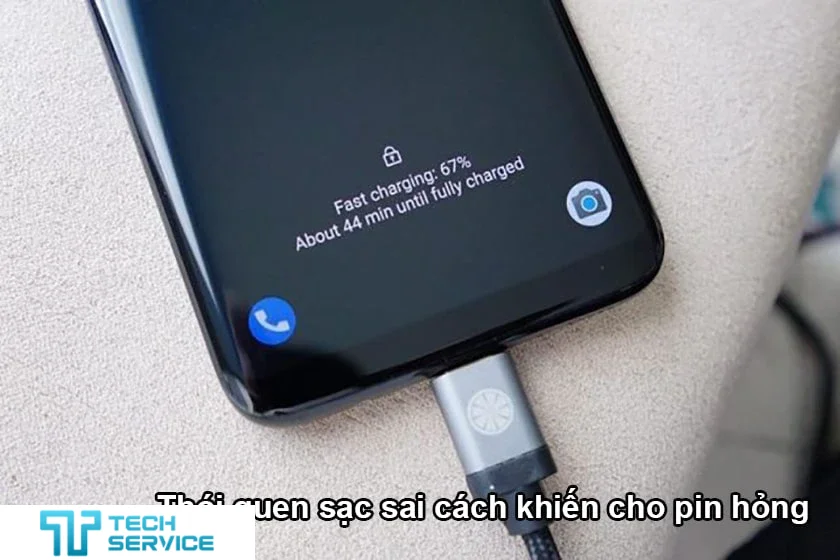 Fast charging: 67%
About 44 min until fully charged
Thói quen sạc sai cách khiến cho pin hỏng
TECH
SERVICE